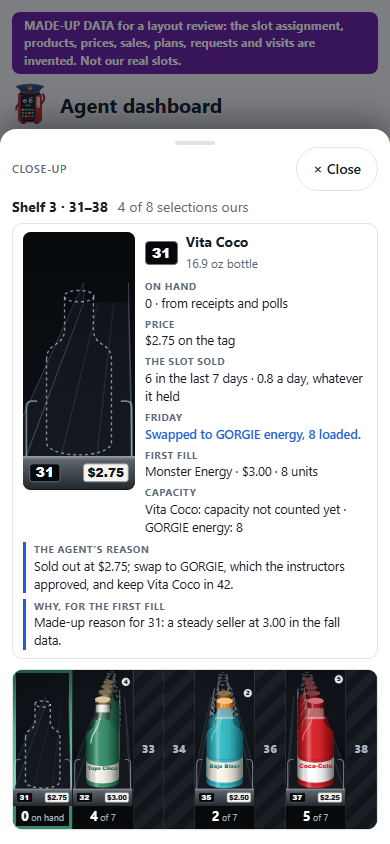 MADE-UP DATA for a layout review: the slot assignment,
products, prices, sales, plans, requests and visits are
invented. Not our real slots.
Agent dashboard
CLOSE-UP
× Close
Shelf 3 · 31–38 4 of 8 selections ours
31
$2.75
31
Vita Coco
16.9 oz bottle
ON HAND
0 · from receipts and polls
PRICE
$2.75 on the tag
THE SLOT SOLD
6 in the last 7 days · 0.8 a day, whatever
it held
FRIDAY
Swapped to GORGIE energy, 8 loaded.
FIRST FILL
Monster Energy · $3.00 · 8 units
CAPACITY
Vita Coco: capacity not counted yet ·
GORGIE energy: 8
THE AGENT'S REASON
Sold out at $2.75; swap to GORGIE, which the instructors
approved, and keep Vita Coco in 42.
WHY, FOR THE FIRST FILL
Made-up reason for 31: a steady seller at 3.00 in the fall
data.
31 $2.75
0 on hand
4
Topo Chico
32 $3.00
4 of 7
33
34
2
Baja Blast
35 $2.50
2 of 7
36
5
Coca-Cola
37 $2.25
5 of 7
38